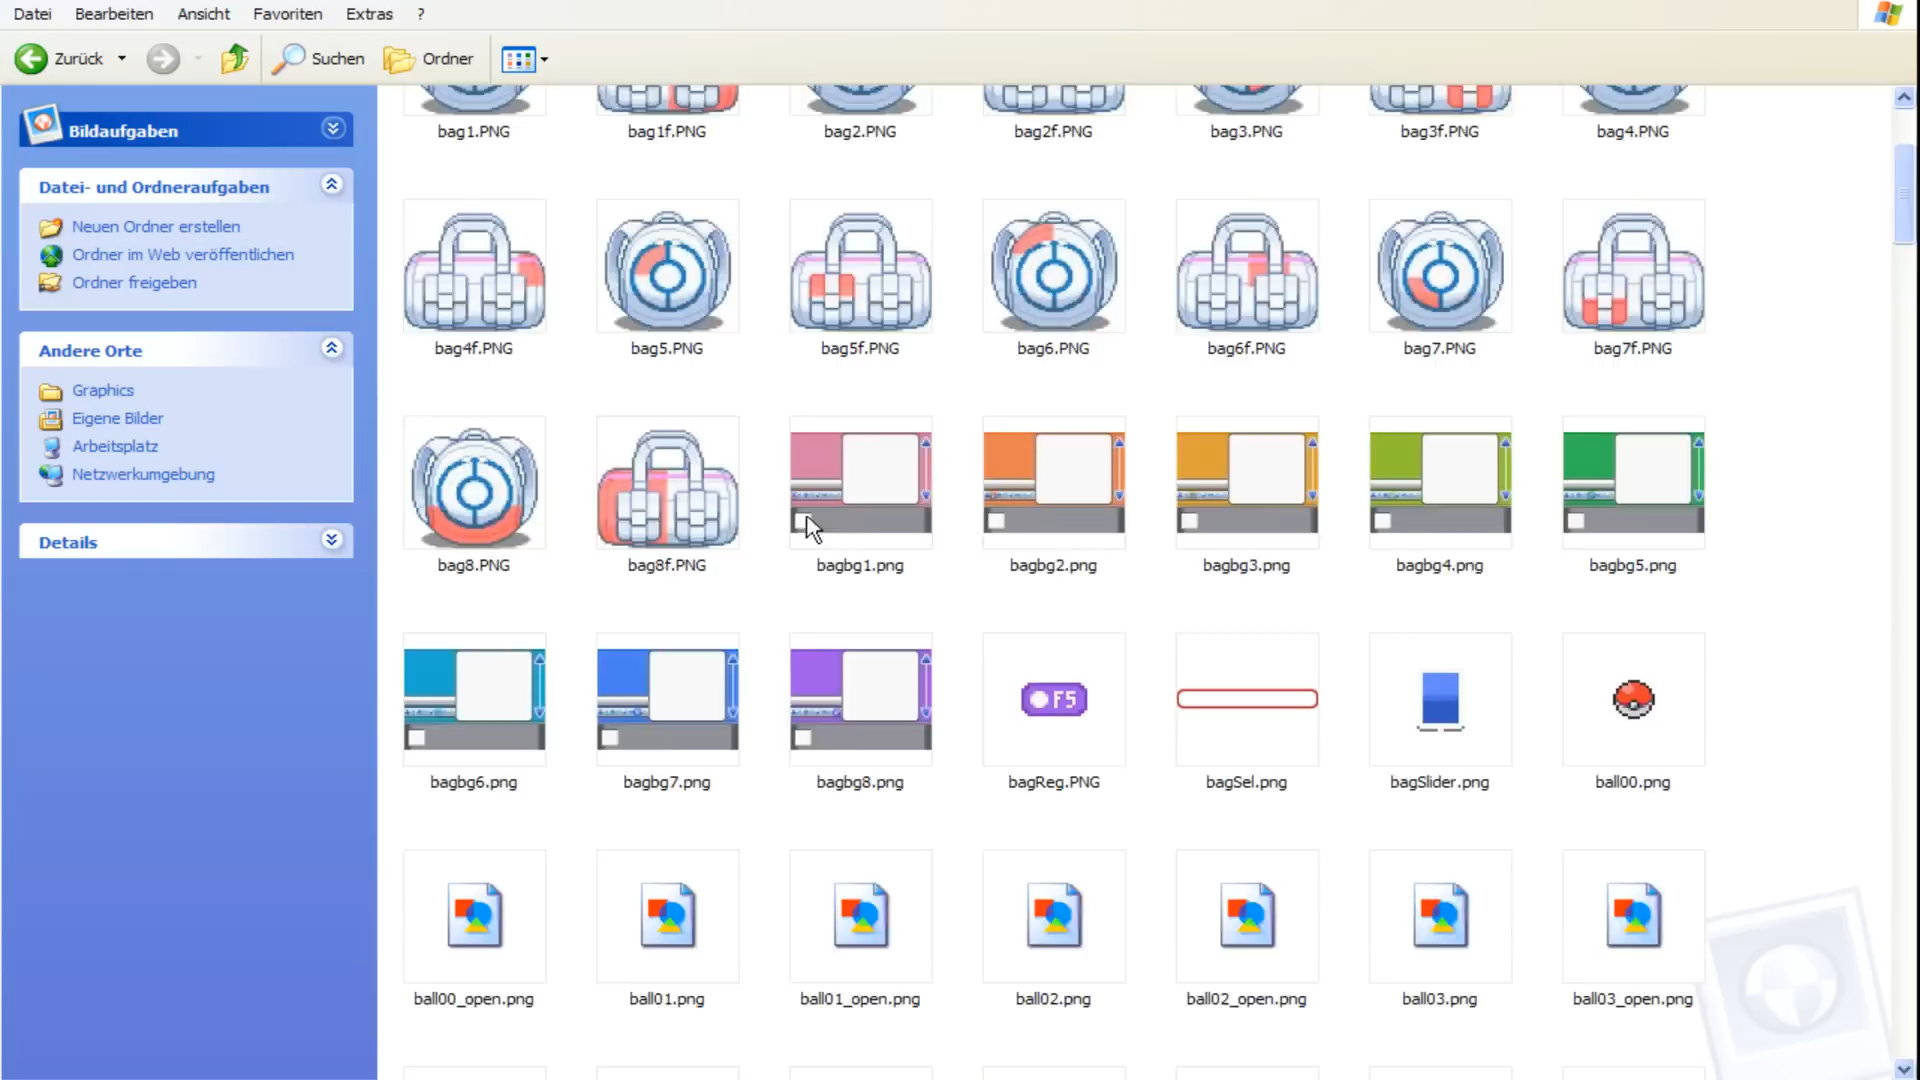 Datei Bearbeiten Ansicht Favoriten Extras ?
Zurück Suchen Ordner
Bildaufgaben
Datei- und Ordneraufgaben
Neuen Ordner erstellen
Ordner im Web veröffentlichen
Ordner freigeben
Andere Orte
Graphics
Eigene Bilder
Arbeitsplatz
Netzwerkumgebung
Details
bag1.PNG bag1f.PNG bag2.PNG bag2f.PNG bag3.PNG bag3f.PNG bag4.PNG
bag4f.PNG bag5.PNG bag5f.PNG bag6.PNG bag6f.PNG bag7.PNG bag7f.PNG
bag8.PNG bag8f.PNG bagbg1.png bagbg2.png bagbg3.png bagbg4.png bagbg5.png
F5
bagbg6.png bagbg7.png bagbg8.png bagReg.PNG bagSel.png bagSlider.png ball00.png
ball00_open.png ball01.png ball01_open.png ball02.png ball02_open.png ball03.png ball03_open.png